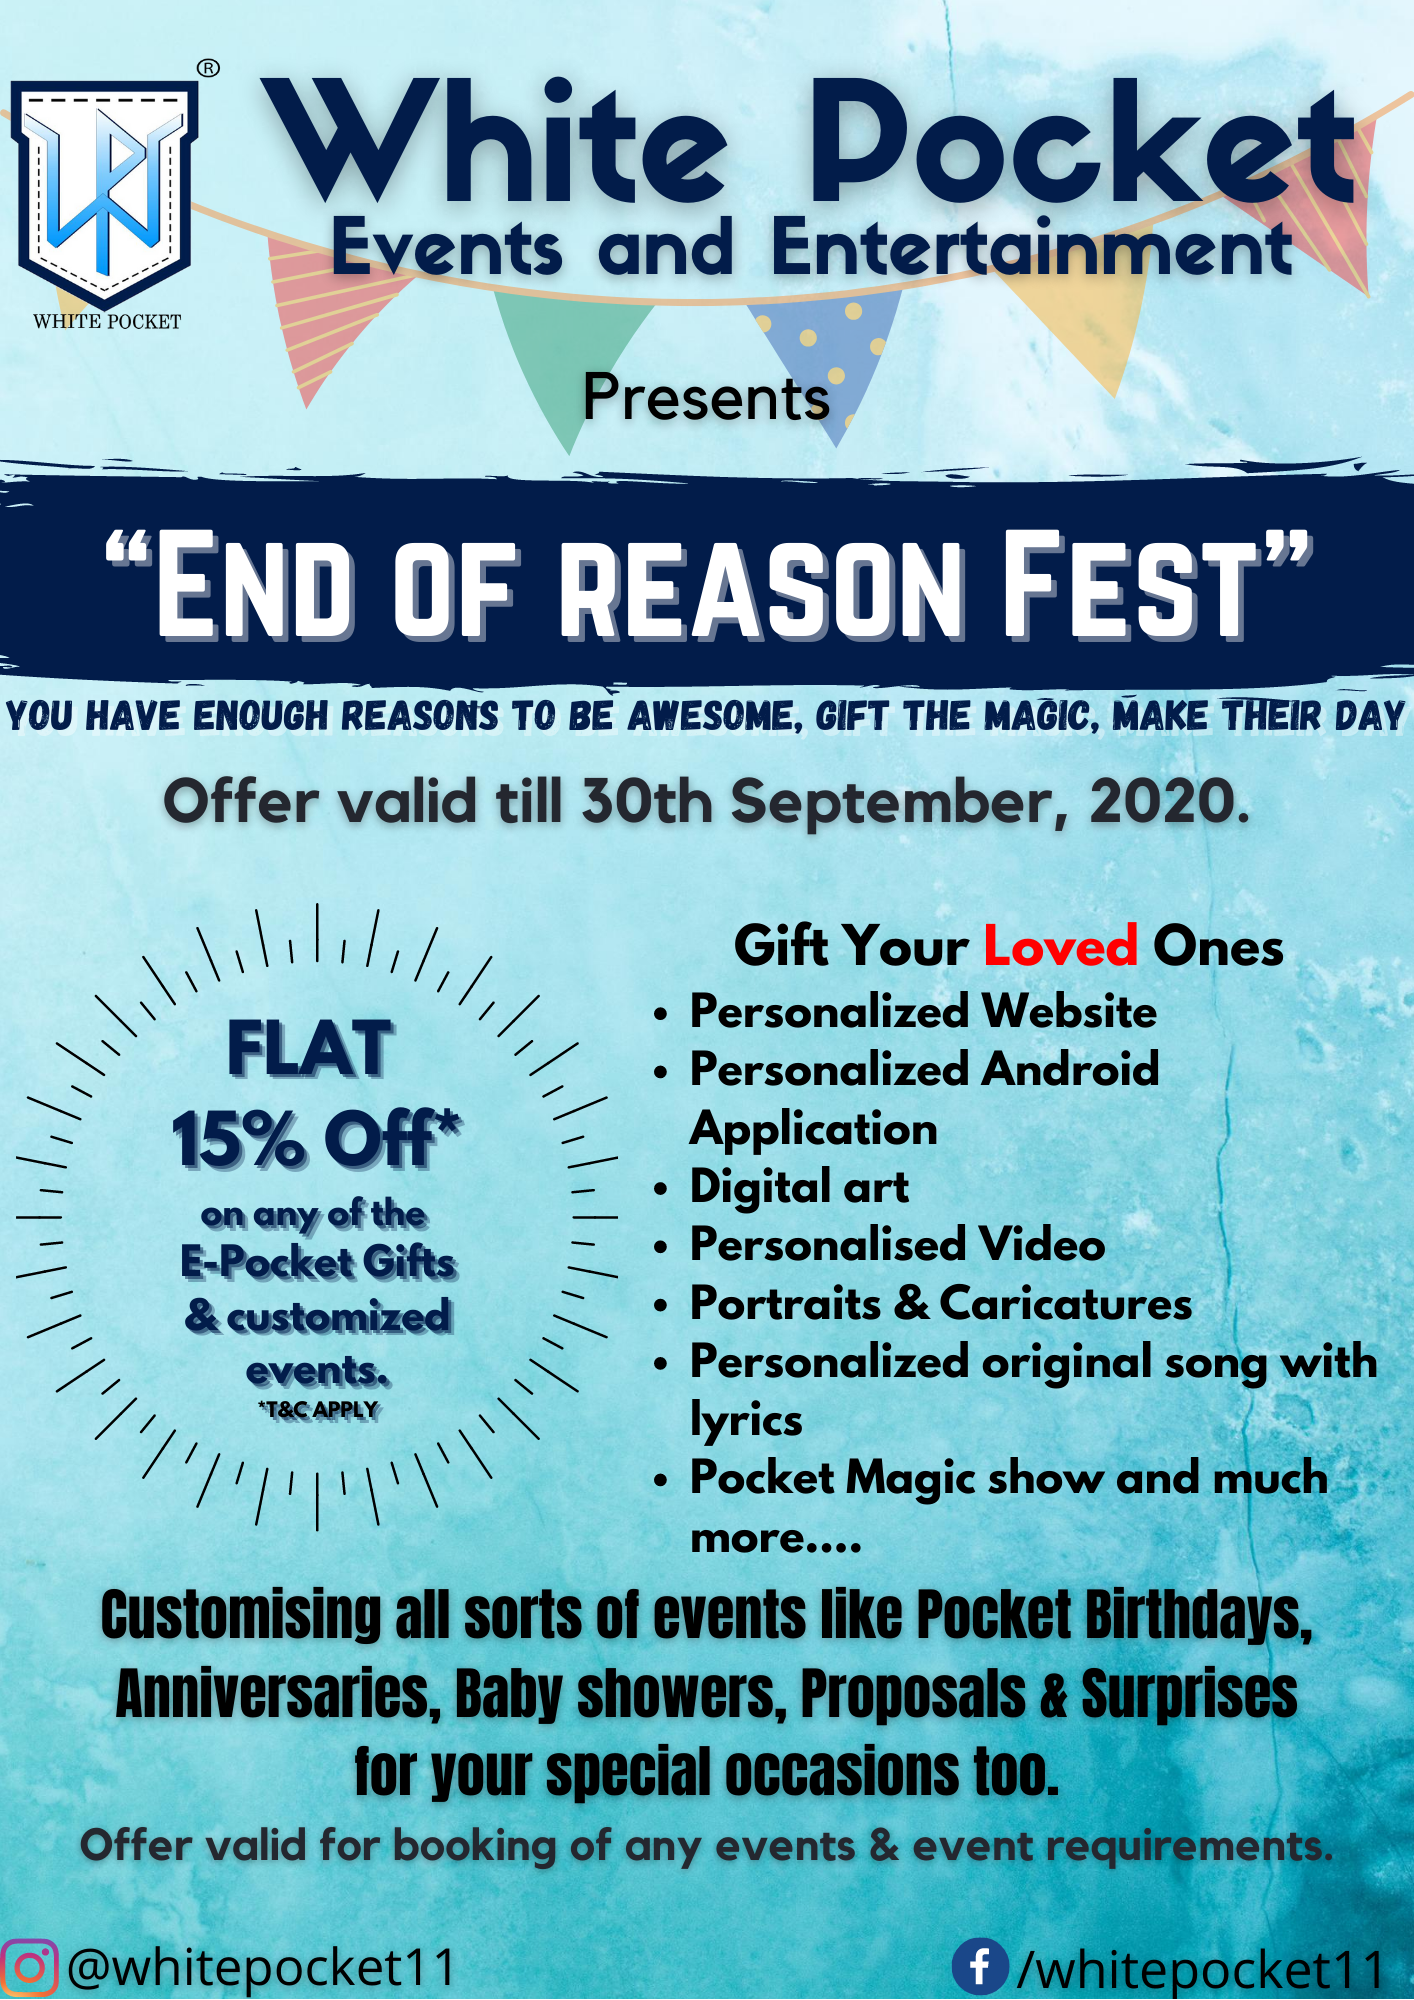 ®
White Pocket
Events and Entertainment
WHITE POCKET
Presents
“End of reason Fest”
YOU HAVE ENOUGH REASONS TO BE AWESOME, GIFT THE MAGIC, MAKE THEIR DAY
Offer valid till 30th September, 2020.
FLAT
15% Off*
on any of the
E-Pocket Gifts
& customized
events.
*T&C APPLY
Gift Your Loved Ones
• Personalized Website
• Personalized Android
Application
• Digital art
• Personalised Video
• Portraits & Caricatures
• Personalized original song with
lyrics
• Pocket Magic show and much
more....
Customising all sorts of events like Pocket Birthdays,
Anniversaries, Baby showers, Proposals & Surprises
for your special occasions too.
Offer valid for booking of any events & event requirements.
@whitepocket11
/whitepocket11